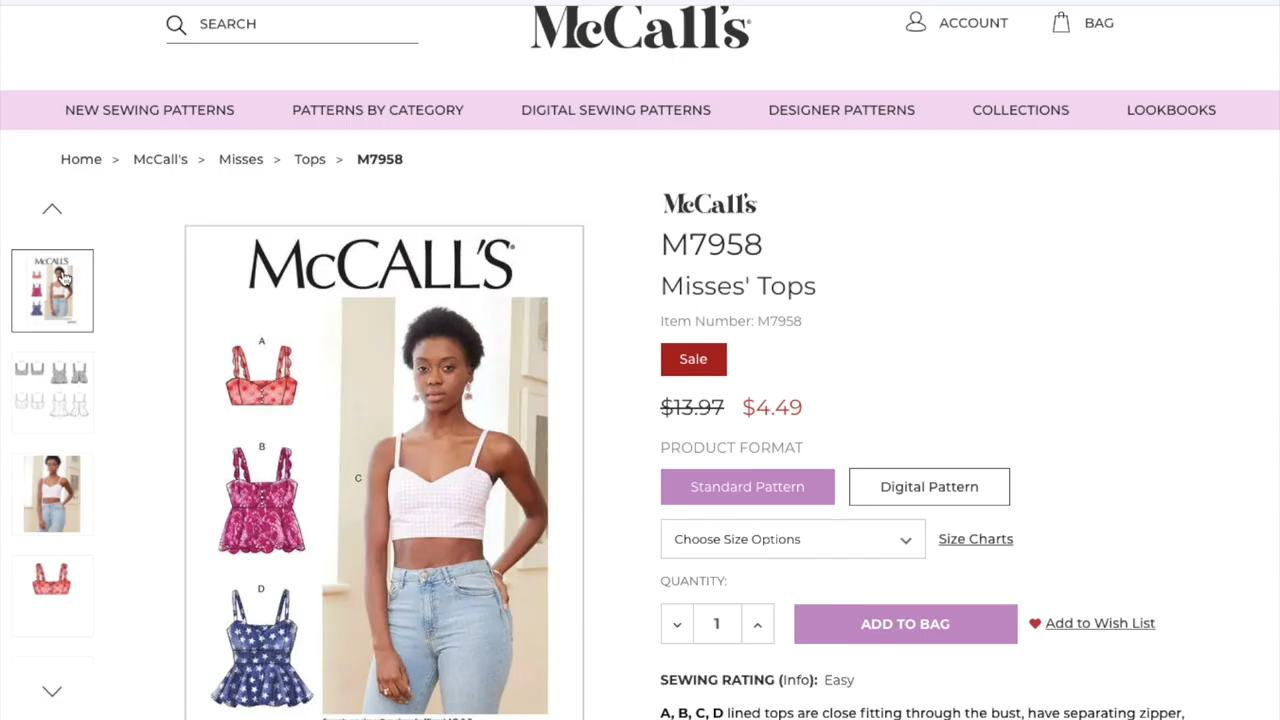 SEARCH
McCall's
ACCOUNT
BAG
NEW SEWING PATTERNS
PATTERNS BY CATEGORY
DIGITAL SEWING PATTERNS
DESIGNER PATTERNS
COLLECTIONS
LOOKBOOKS
Home > McCall's > Misses > Tops > M7958
McCALL'S
McCALL'S
A
B
C
D
McCall's
M7958
Misses' Tops
Item Number: M7958
Sale
$13.97 $4.49
PRODUCT FORMAT
Standard Pattern
Digital Pattern
Choose Size Options
Size Charts
QUANTITY:
1
ADD TO BAG
Add to Wish List
SEWING RATING (Info): Easy
A, B, C, D lined tops are close fitting through the bust, have separating zipper,